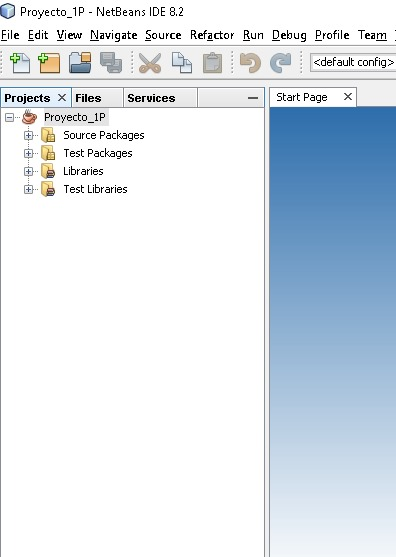 Proyecto_1P - NetBeans IDE 8.2
File Edit View Navigate Source Refactor Run Debug Profile Team
<default config>
Projects Files Services
Start Page
Proyecto_1P
Source Packages
Test Packages
Libraries
Test Libraries